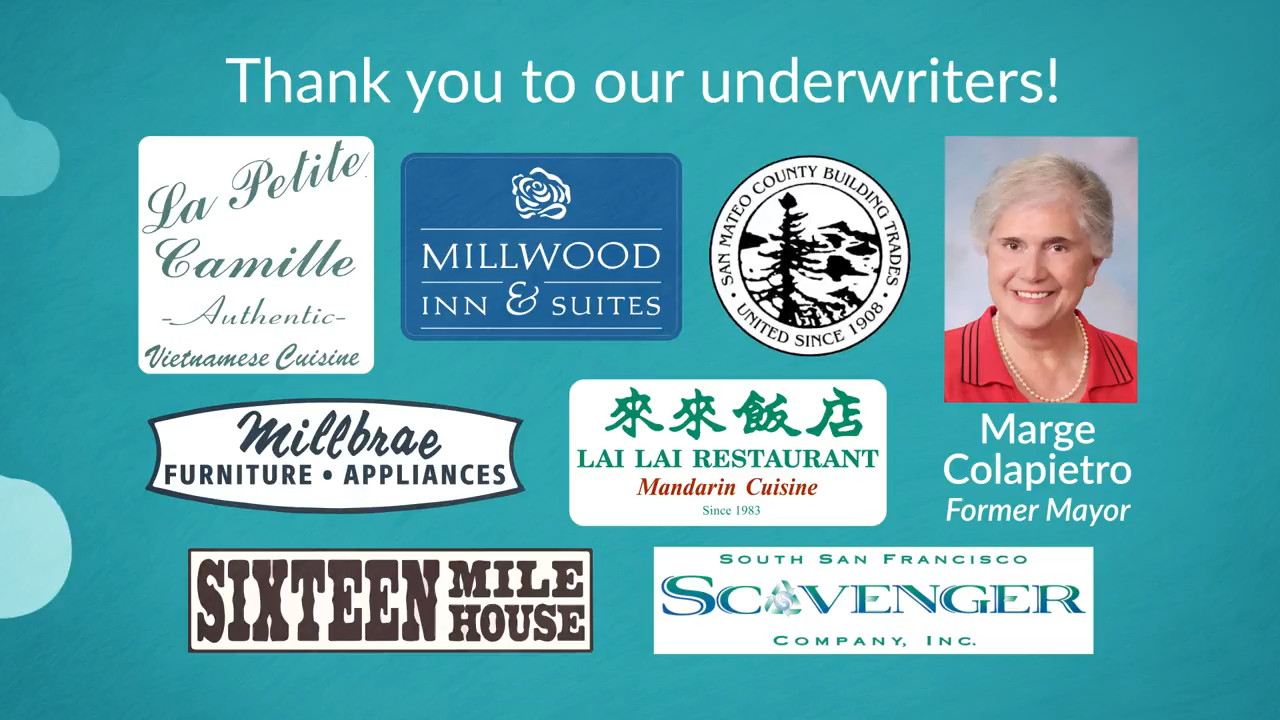 Thank you to our underwriters!
La Petite
Camille
-Authentic-
Vietnamese Cuisine
MILLWOOD
INN & SUITES
SAN MATEO COUNTY BUILDING TRADES
• UNITED SINCE 1908 •
Marge
Colapietro
Former Mayor
Millbrae
FURNITURE • APPLIANCES
來來飯店
LAI LAI RESTAURANT
Mandarin Cuisine
Since 1983
SIXTEEN MILE HOUSE
SOUTH SAN FRANCISCO
SCAVENGER
COMPANY, INC.